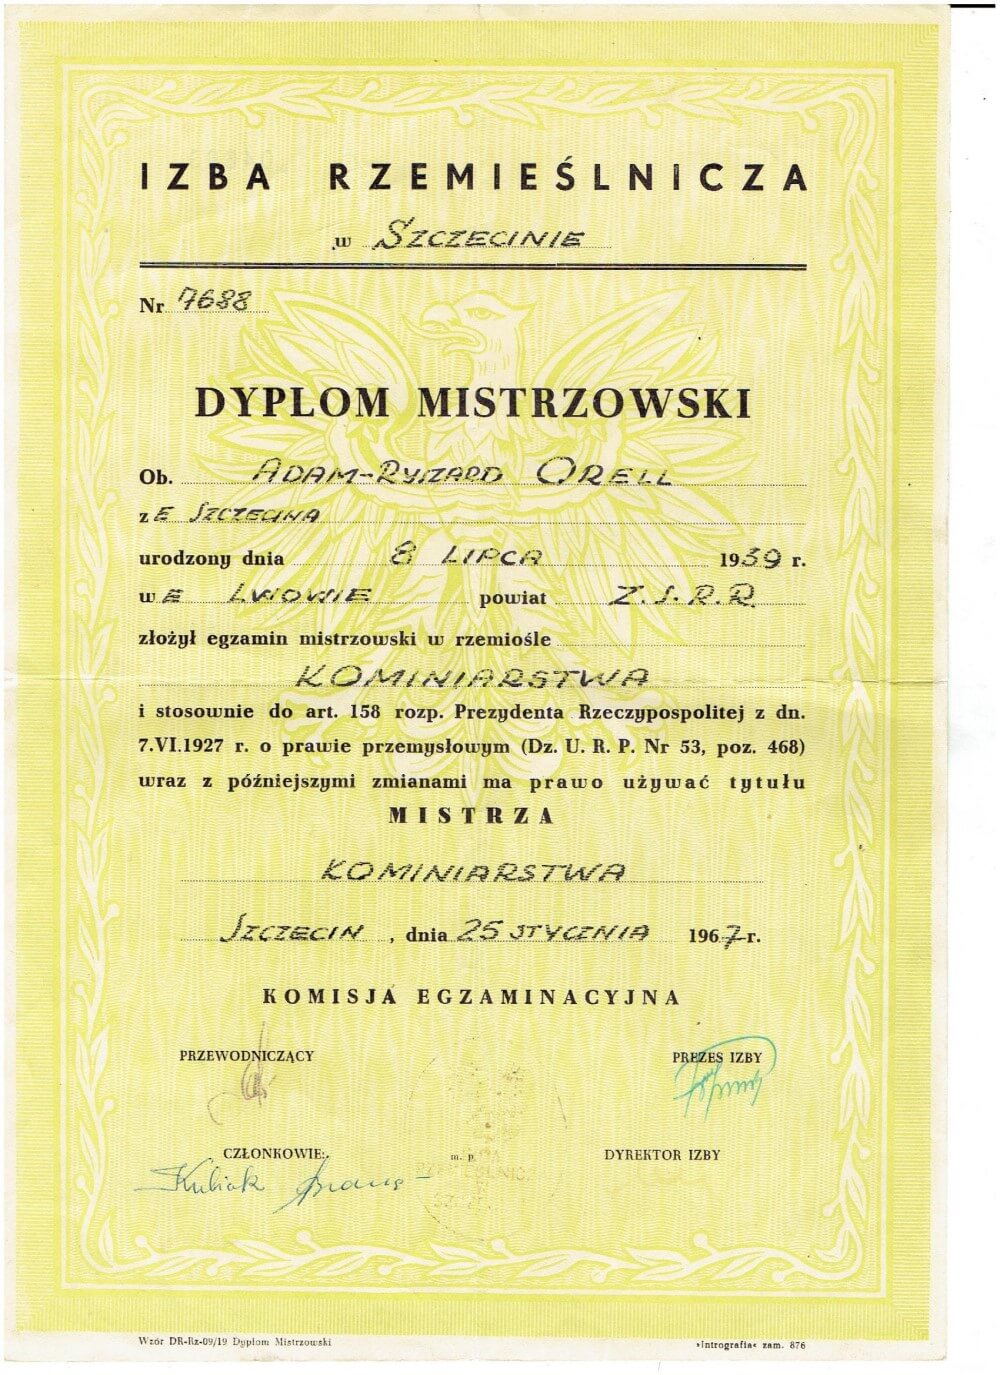 IZBA RZEMIEŚLNICZA
w SZCZECINIE
Nr 7688
DYPLOM MISTRZOWSKI
Ob. ADAM-RYSZARD ORELL
zE SZCZECINA
urodzony dnia 8 LIPCA 1939 r.
wE LWOWIE powiat Z.S.R.R.
złożył egzamin mistrzowski w rzemiośle
KOMINIARSTWA
i stosownie do art. 158 rozp. Prezydenta Rzeczypospolitej z dn.
7.VI.1927 r. o prawie przemysłowym (Dz. U. R. P. Nr 53, poz. 468)
wraz z późniejszymi zmianami ma prawo używać tytułu
MISTRZA
KOMINIARSTWA
SZCZECIN, dnia 25 STYCZNIA 1967 r.
KOMISJA EGZAMINACYJNA
PRZEWODNICZĄCY PREZES IZBY
CZŁONKOWIE: m. p. DYREKTOR IZBY
Kubiak
Wzór DR-Rz-09/19 Dyplom Mistrzowski »Intrografia« zam. 876